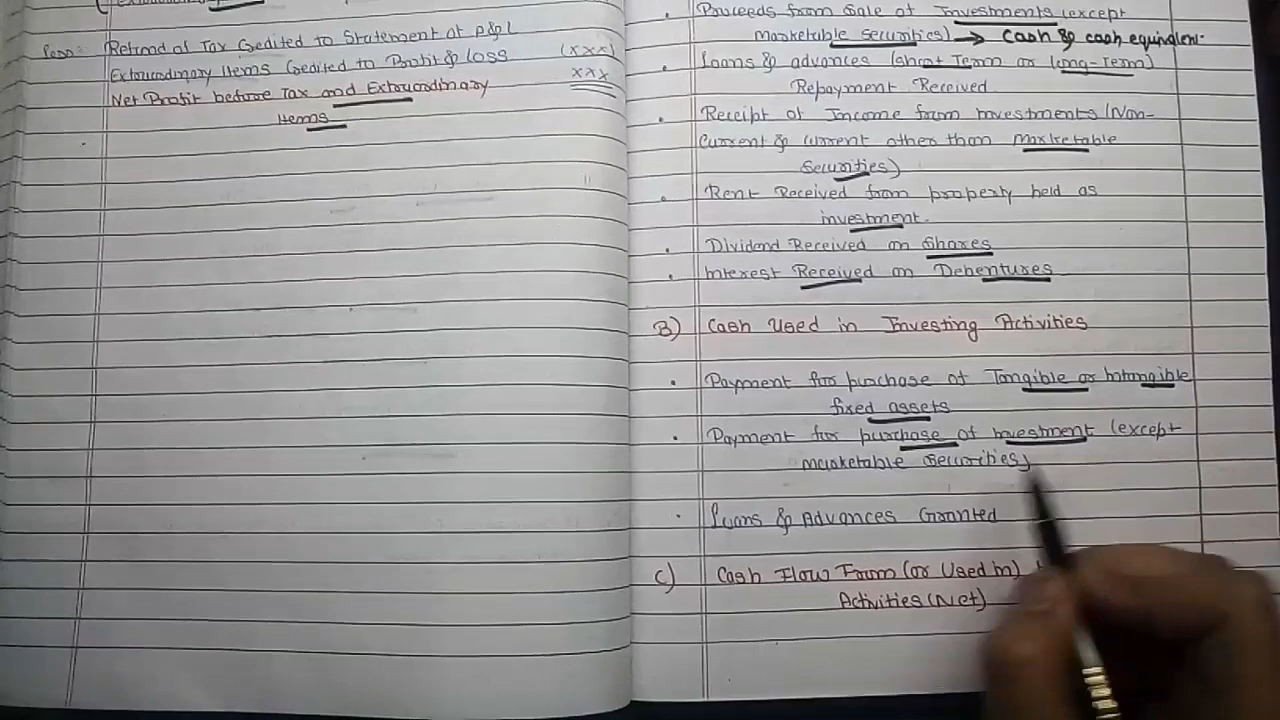 Less: Refund of Tax Credited to Statement of P&L (xxx)
Extraordinary Items Credited to Profit & Loss xxx
Net Profit before Tax and Extraordinary
Items
Proceeds from Sale of Investments (except
marketable securities) → Cash & cash equivalent.
Loans & advances (short Term or long-Term)
Repayment Received
Receipt of Income from Investments (Non-
Current & current other than Marketable
Securities)
Rent Received from property held as
investment.
Dividend Received on Shares
Interest Received on Debentures
B) Cash Used in Investing Activities
Payment for purchase of Tangible or Intangible
fixed assets
Payment for purchase of Investment (except
marketable securities)
Loans & Advances Granted
C) Cash Flow From (or Used in)
Activities (Net)